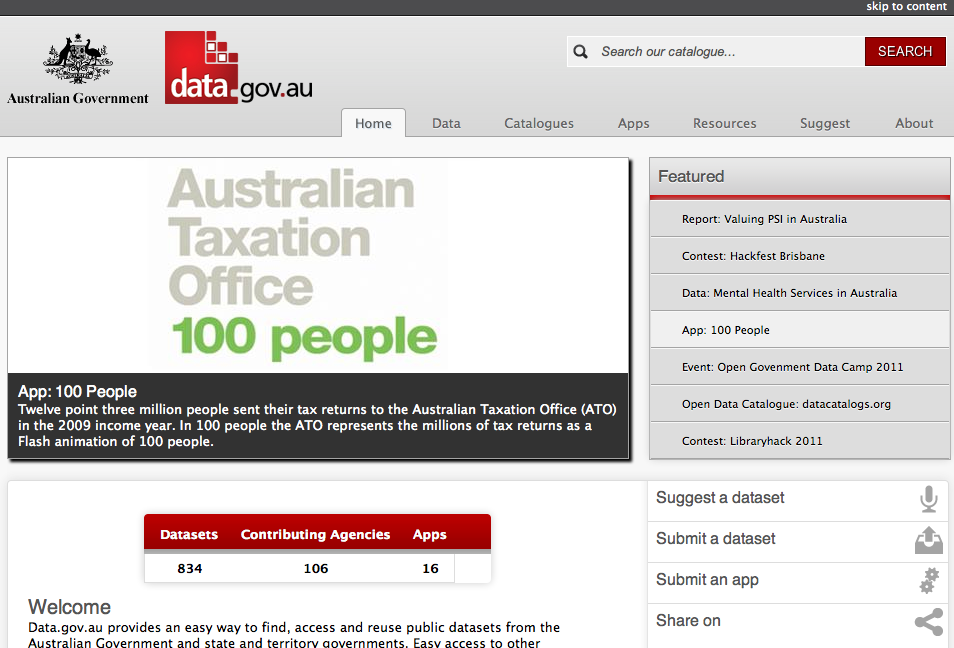 skip to content
Australian Government
data.gov.au
Search our catalogue...
SEARCH
Home
Data
Catalogues
Apps
Resources
Suggest
About
Australian
Taxation
Office
100 people
App: 100 People
Twelve point three million people sent their tax returns to the Australian Taxation Office (ATO)
in the 2009 income year. In 100 people the ATO represents the millions of tax returns as a
Flash animation of 100 people.
Featured
Report: Valuing PSI in Australia
Contest: Hackfest Brisbane
Data: Mental Health Services in Australia
App: 100 People
Event: Open Govenment Data Camp 2011
Open Data Catalogue: datacatalogs.org
Contest: Libraryhack 2011
Datasets Contributing Agencies Apps
834 106 16
Welcome
Data.gov.au provides an easy way to find, access and reuse public datasets from the
Australian Government and state and territory governments. Easy access to other
Suggest a dataset
Submit a dataset
Submit an app
Share on